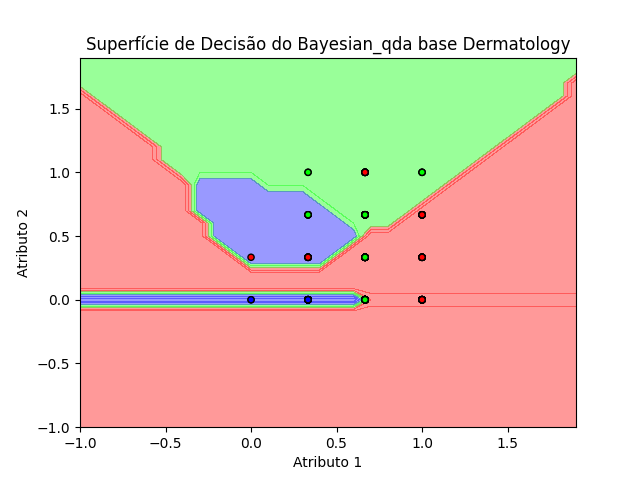 Superfície de Decisão do Bayesian_qda base Dermatology
1.5
1.0
0.5
0.0
−0.5
−1.0
Atributo 2
−1.0 −0.5 0.0 0.5 1.0 1.5
Atributo 1